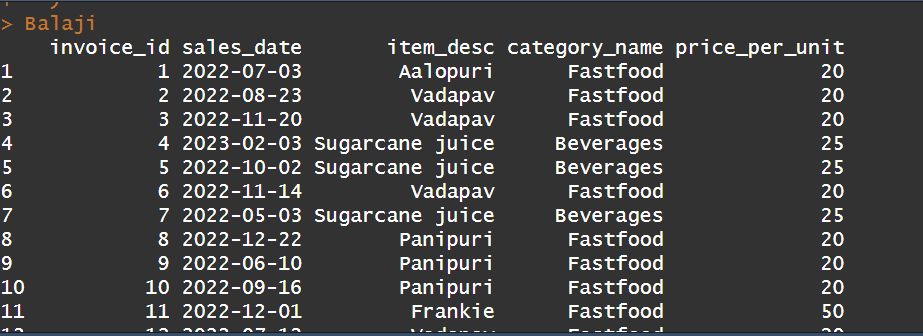 > Balaji
invoice_id sales_date item_desc category_name price_per_unit
1 1 2022-07-03 Aalopuri Fastfood 20
2 2 2022-08-23 Vadapav Fastfood 20
3 3 2022-11-20 Vadapav Fastfood 20
4 4 2023-02-03 Sugarcane juice Beverages 25
5 5 2022-10-02 Sugarcane juice Beverages 25
6 6 2022-11-14 Vadapav Fastfood 20
7 7 2022-05-03 Sugarcane juice Beverages 25
8 8 2022-12-22 Panipuri Fastfood 20
9 9 2022-06-10 Panipuri Fastfood 20
10 10 2022-09-16 Panipuri Fastfood 20
11 11 2022-12-01 Frankie Fastfood 50